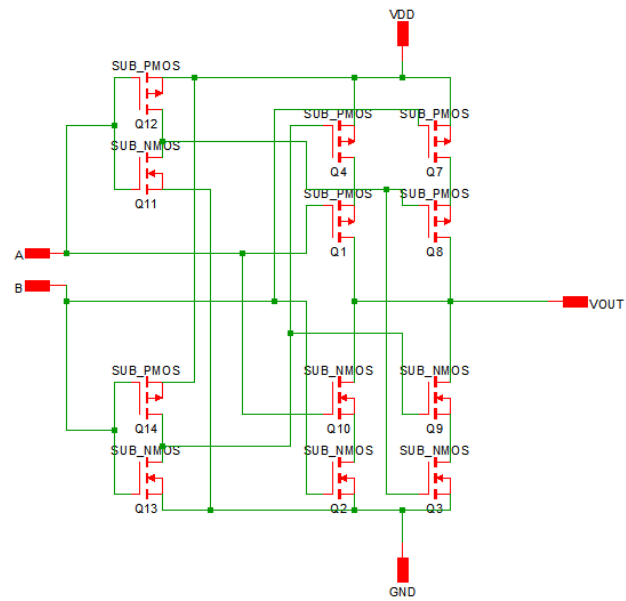 VDD
SUB_PMOS
Q12
SUB_NMOS
Q11
SUB_PMOS
Q4
SUB_PMOS
Q7
SUB_PMOS
Q1
SUB_PMOS
Q8
A
B
VOUT
SUB_PMOS
Q14
SUB_NMOS
Q13
SUB_NMOS
Q10
SUB_NMOS
Q9
SUB_NMOS
Q2
SUB_NMOS
Q3
GND